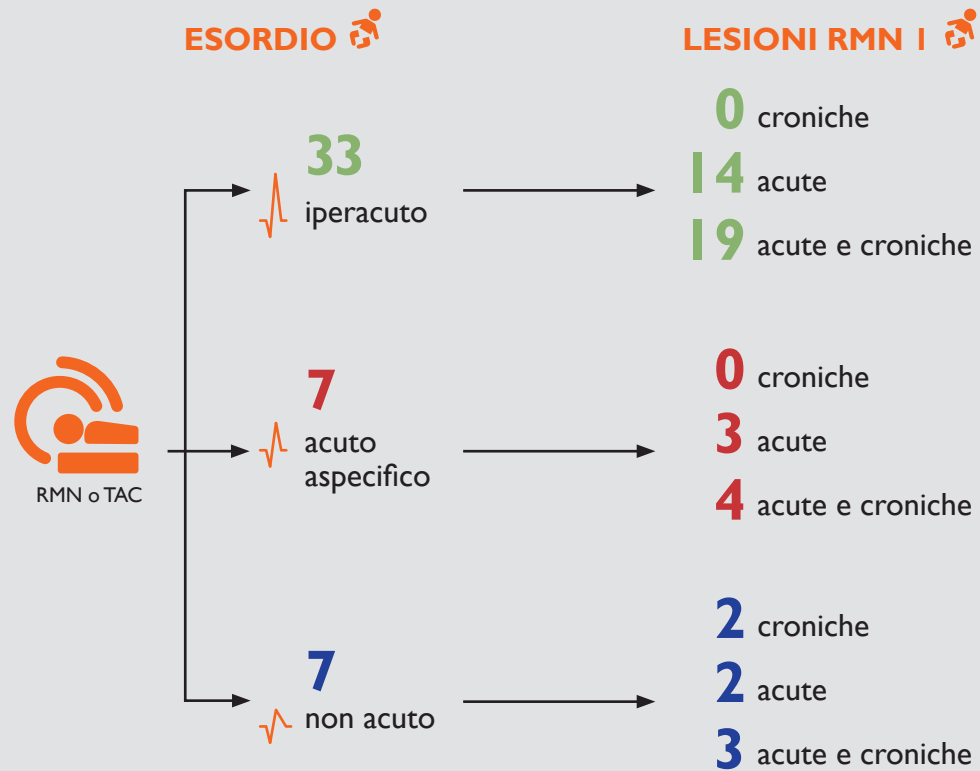 ESORDIO
LESIONI RMN 1
33
iperacuto
0 croniche
14 acute
19 acute e croniche
RMN o TAC
7
acuto
aspecifico
0 croniche
3 acute
4 acute e croniche
7
non acuto
2 croniche
2 acute
3 acute e croniche